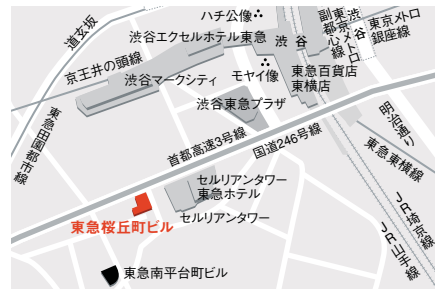 ハチ公像
道玄坂
渋谷エクセルホテル東急
渋谷
東京メトロ
副都心線
渋谷
東京メトロ
銀座線
京王井の頭線
渋谷マークシティ
モヤイ像
東急百貨店
東横店
渋谷東急プラザ
明治通り
東急田園都市線
首都高速3号線
国道246号線
東急東横線
セルリアンタワー
東急ホテル
セルリアンタワー
東急桜丘町ビル
JR埼京線
JR山手線
東急南平台町ビル